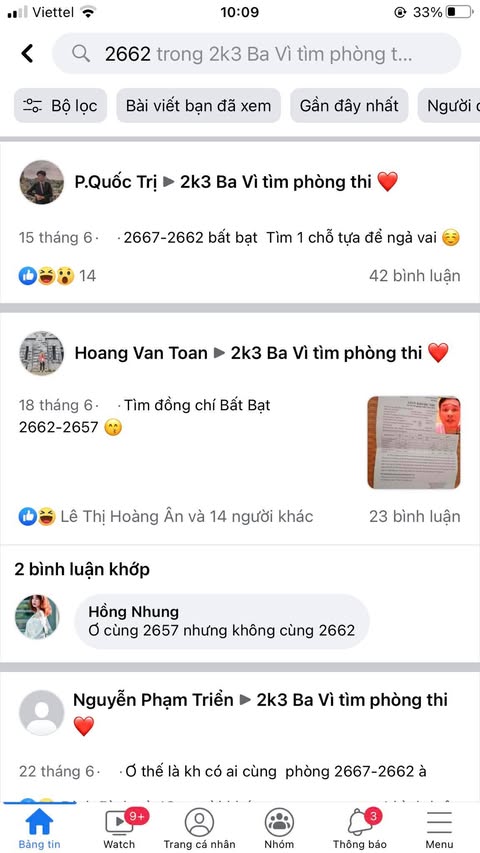 Viettel 10:09 33%
2662 trong 2k3 Ba Vì tìm phòng t...
Bộ lọc Bài viết bạn đã xem Gần đây nhất Người
P.Quốc Trị ▶ 2k3 Ba Vì tìm phòng thi ❤️
15 tháng 6 · · 2667-2662 bất bạt Tìm 1 chỗ tựa để ngả vai ☺️
14 42 bình luận
Hoang Van Toan ▶ 2k3 Ba Vì tìm phòng thi ❤️
18 tháng 6 · · Tìm đồng chí Bất Bạt
2662-2657 😙
Lê Thị Hoàng Ân và 14 người khác 23 bình luận
2 bình luận khớp
Hồng Nhung
Ơ cùng 2657 nhưng không cùng 2662
Nguyễn Phạm Triển ▶ 2k3 Ba Vì tìm phòng thi
❤️
22 tháng 6 · · Ơ thế là kh có ai cùng phòng 2667-2662 à
9+ 3
Bảng tin Watch Trang cá nhân Nhóm Thông báo Menu